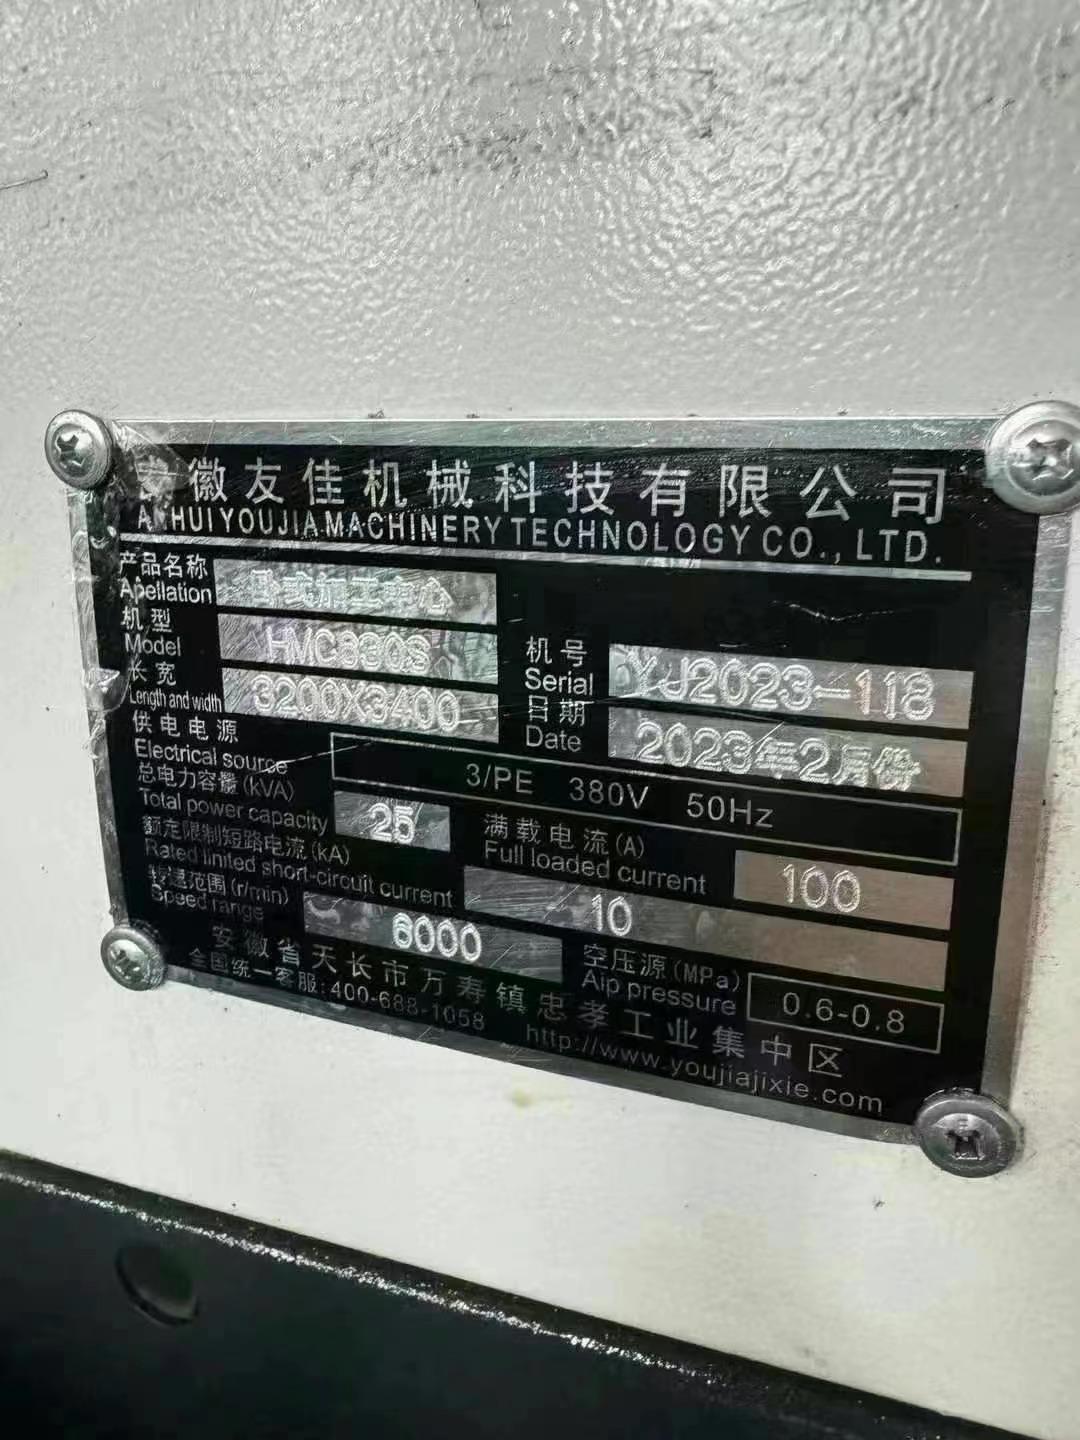 安徽友佳机械科技有限公司
ANHUI YOUJIA MACHINERY TECHNOLOGY CO., LTD.
产品名称 卧式加工中心
Apellation
机型 HMC630S
Model
机号 YJ2023-118
Serial
长宽 3200X3400
Length and width
日期 2023年2月份
Date
供电电源 3/PE 380V 50Hz
Electrical source
总电力容量(kVA) 25
Total power capacity
满载电流(A) 100
Full loaded current
额定限制短路电流(kA) 10
Rated linited short-circuit current
转速范围(r/min) 6000
Speed range
空压源(MPa) 0.6-0.8
Aip pressure
安徽省天长市万寿镇忠孝工业集中区
全国统一客服:400-688-1058 http://www.youjiajixie.com